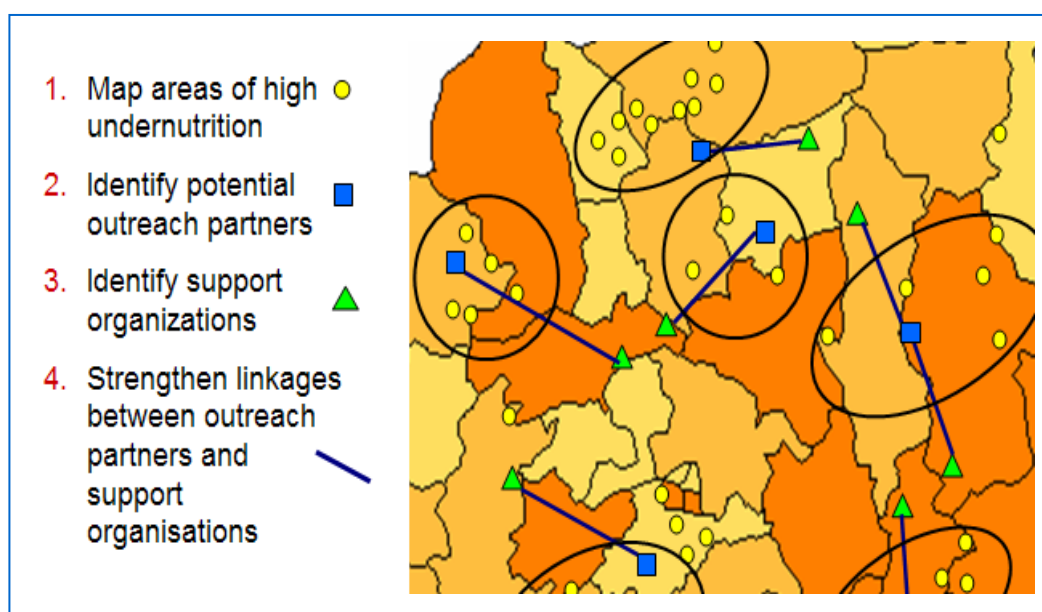 1. Map areas of high
undernutrition
2. Identify potential
outreach partners
3. Identify support
organizations
4. Strengthen linkages
between outreach
partners and
support
organisations